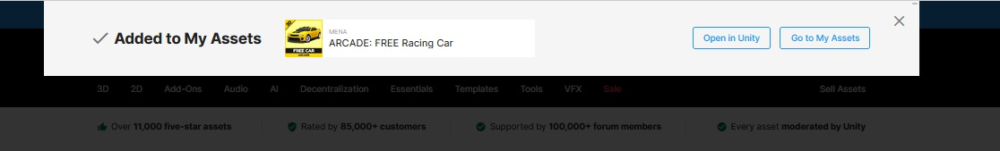 Added to My Assets
FREE CAR
ARCADE
MENA
ARCADE: FREE Racing Car
Open in Unity
Go to My Assets
3D 2D Add-Ons Audio AI Decentralization Essentials Templates Tools VFX Sale Sell Assets
Over 11,000 five-star assets Rated by 85,000+ customers Supported by 100,000+ forum members Every asset moderated by Unity